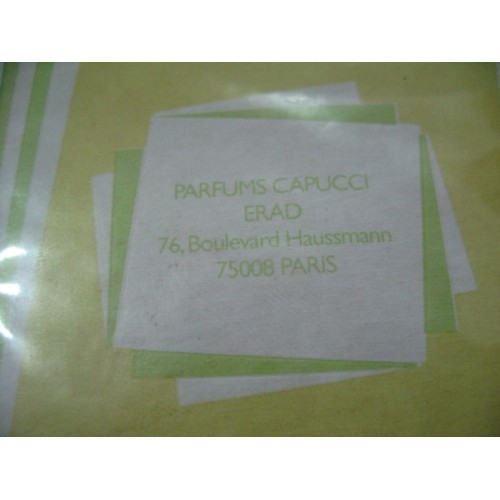 PARFUMS CAPUCCI
ERAD
76, Boulevard Haussmann
75008 PARIS